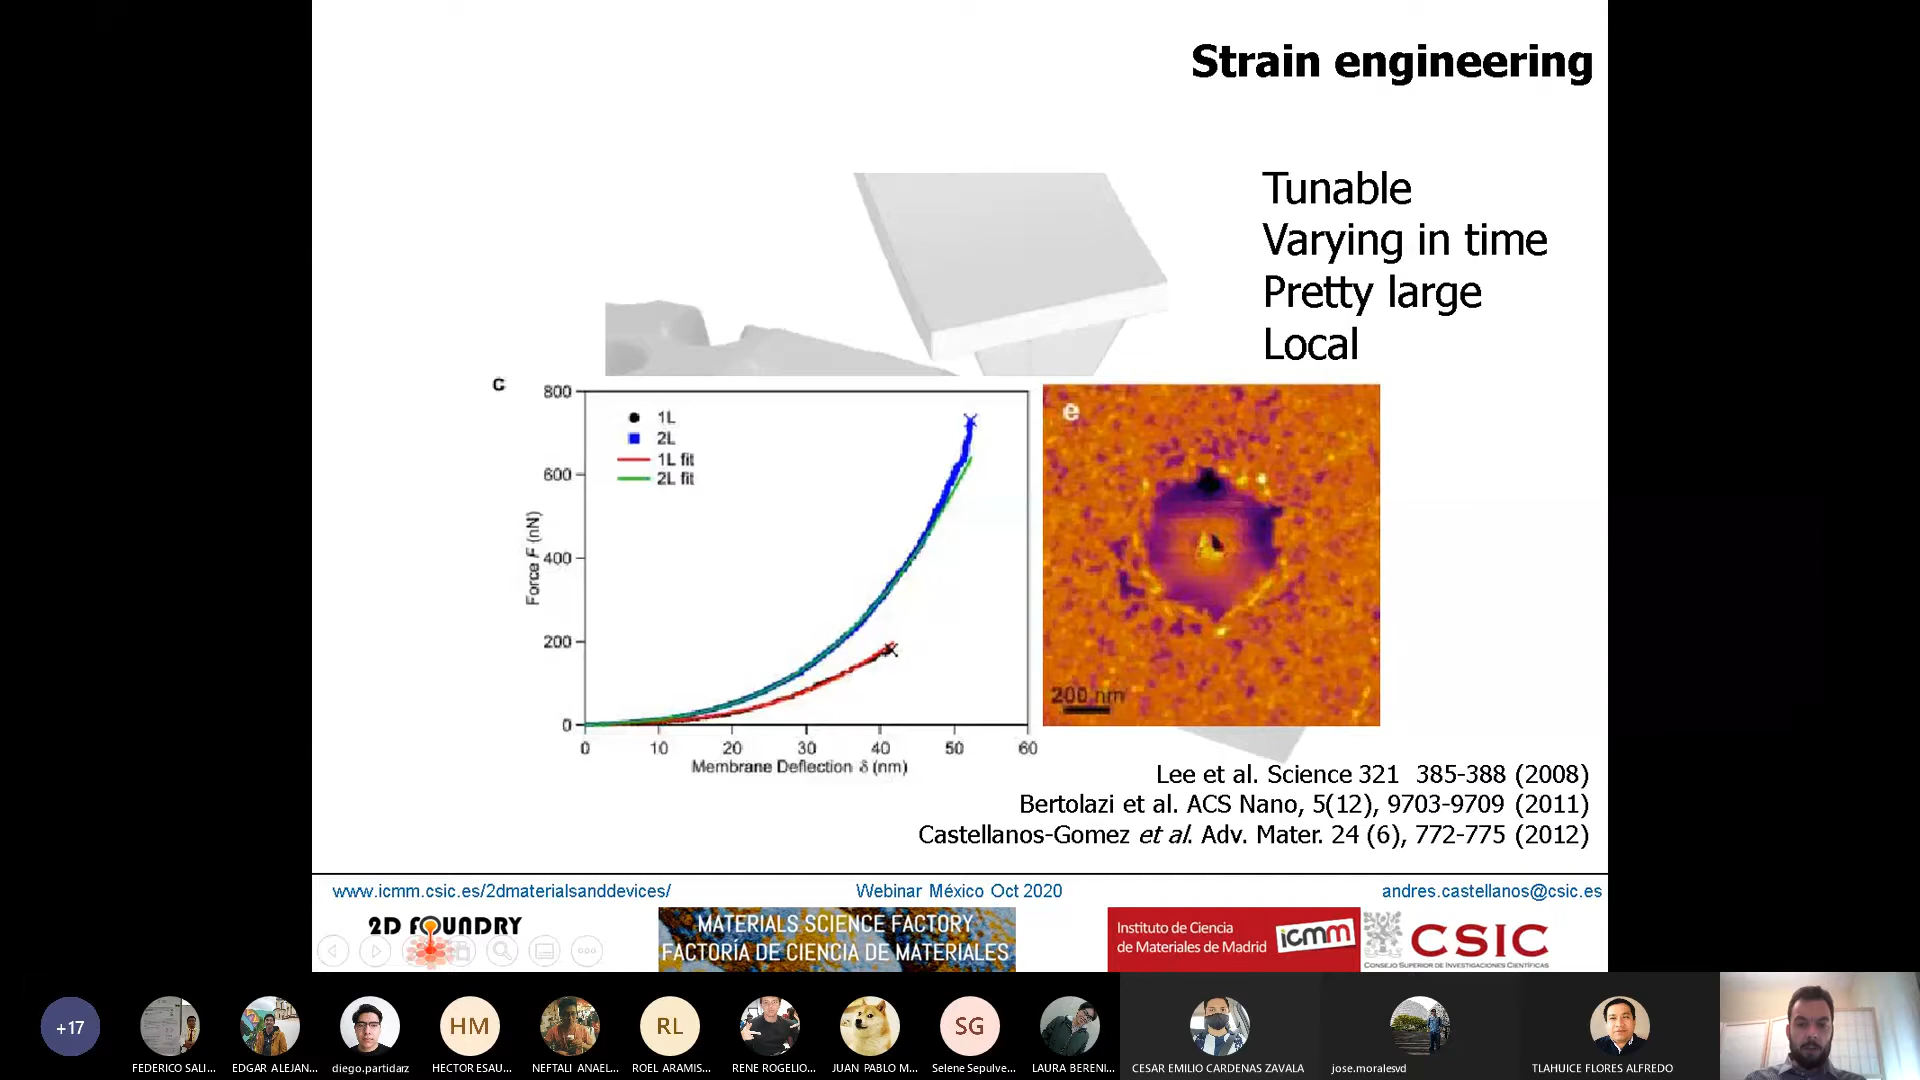 Strain engineering
Tunable
Varying in time
Pretty large
Local
c
800
600
400
200
0
1L
2L
1L fit
2L fit
Force F (nN)
0 10 20 30 40 50 60
Membrane Deflection δ (nm)
e
200 nm
Lee et al. Science 321 385-388 (2008)
Bertolazi et al. ACS Nano, 5(12), 9703-9709 (2011)
Castellanos-Gomez et al. Adv. Mater. 24 (6), 772-775 (2012)
www.icmm.csic.es/2dmaterialsanddevices/
Webinar México Oct 2020
andres.castellanos@csic.es
2D FOUNDRY
MATERIALS SCIENCE FACTORY
FACTORÍA DE CIENCIA DE MATERIALES
Instituto de Ciencia
de Materiales de Madrid
icmm
CSIC
CONSEJO SUPERIOR DE INVESTIGACIONES CIENTÍFICAS
+17
HM
RL
SG
FEDERICO SALI...
EDGAR ALEJAN...
diego.partidarz
HECTOR ESAU...
NEFTALI ANAEL...
ROEL ARAMIS...
RENE ROGELIO...
JUAN PABLO M...
Selene Sepulve...
LAURA BERENI...
CESAR EMILIO CARDENAS ZAVALA
jose.moralesvd
TLAHUICE FLORES ALFREDO